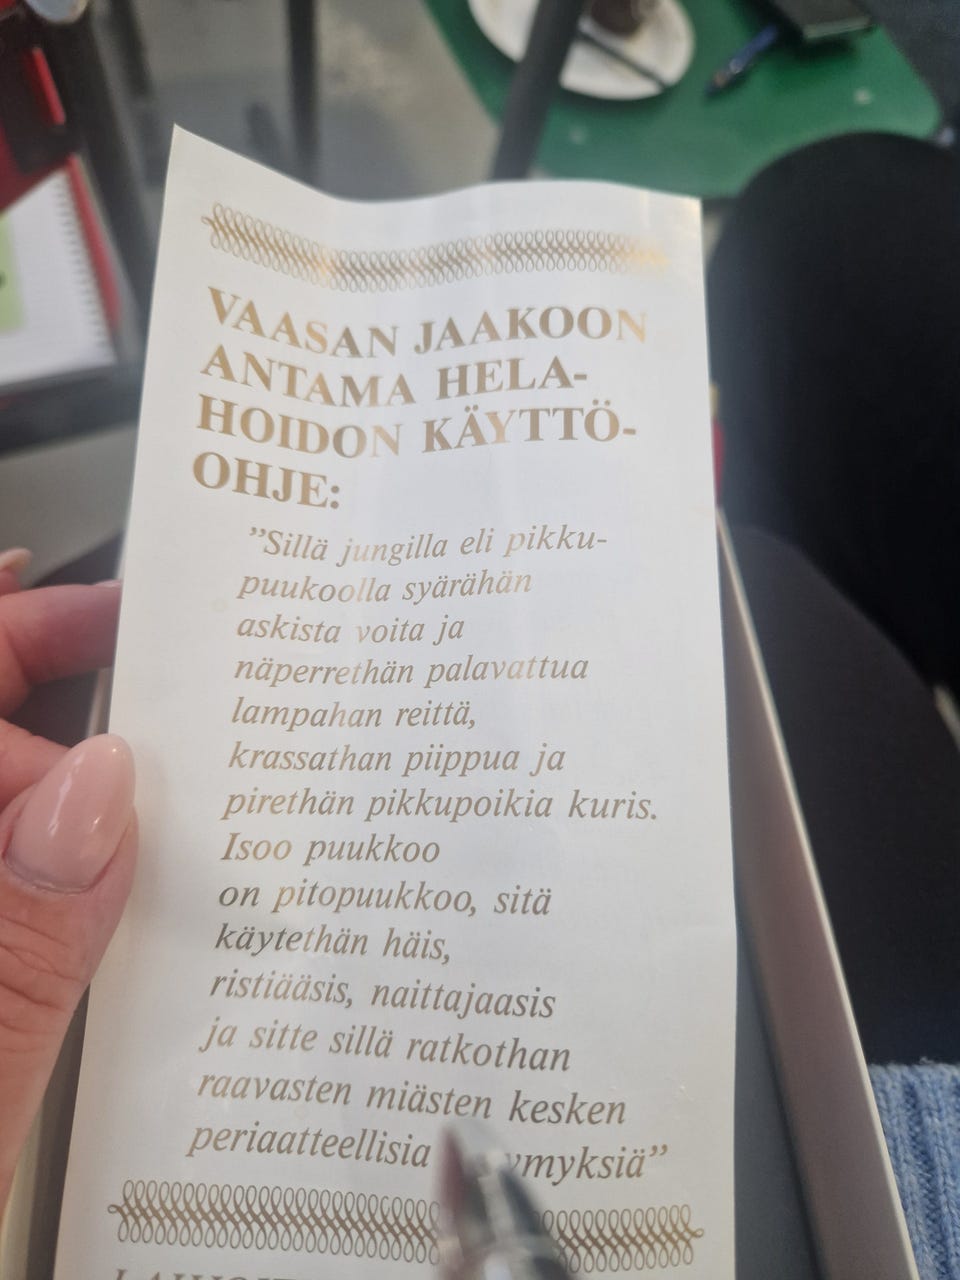 VAASAN JAAKOON
ANTAMA HELA-
HOIDON KÄYTTÖ-
OHJE:
”Sillä jungilla eli pikku-
puukoolla syärähän
askista voita ja
näperrethän palavattua
lampahan reittä,
krassathan piippua ja
pirethän pikkupoikia kuris.
Isoo puukkoo
on pitopuukkoo, sitä
käytethän häis,
ristiääsis, naittajaasis
ja sitte sillä ratkothan
raavasten miästen kesken
periaatteellisia